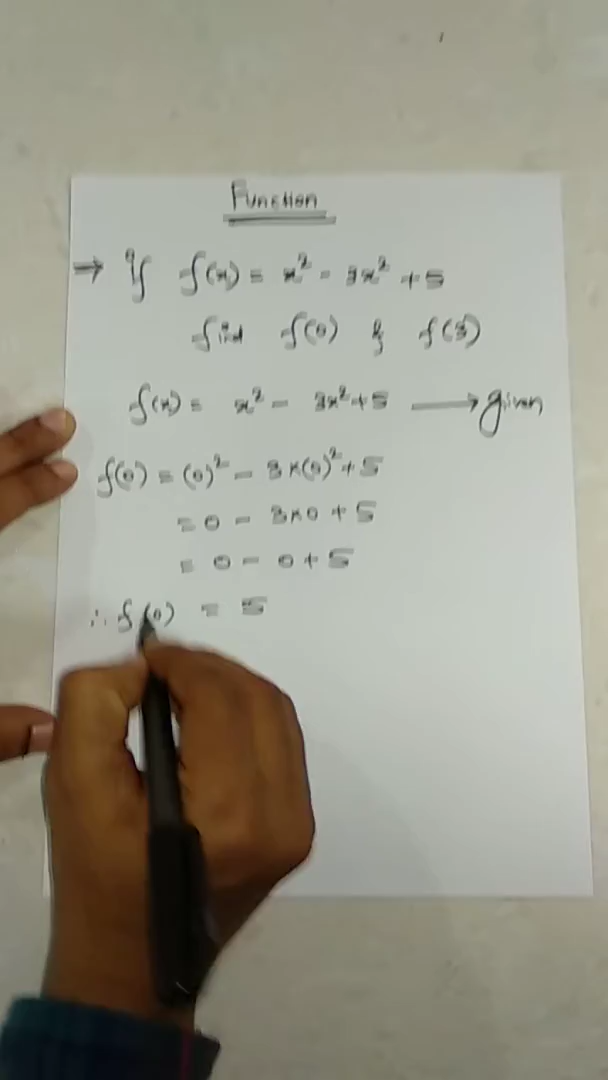 Function
→ If f(x) = x² - 3x² + 5
find f(0) & f(3)
f(x) = x² - 3x² + 5 ⟶ given
f(0) = (0)² - 3×(0)² + 5
= 0 - 3×0 + 5
= 0 - 0 + 5
∴ f(0) = 5